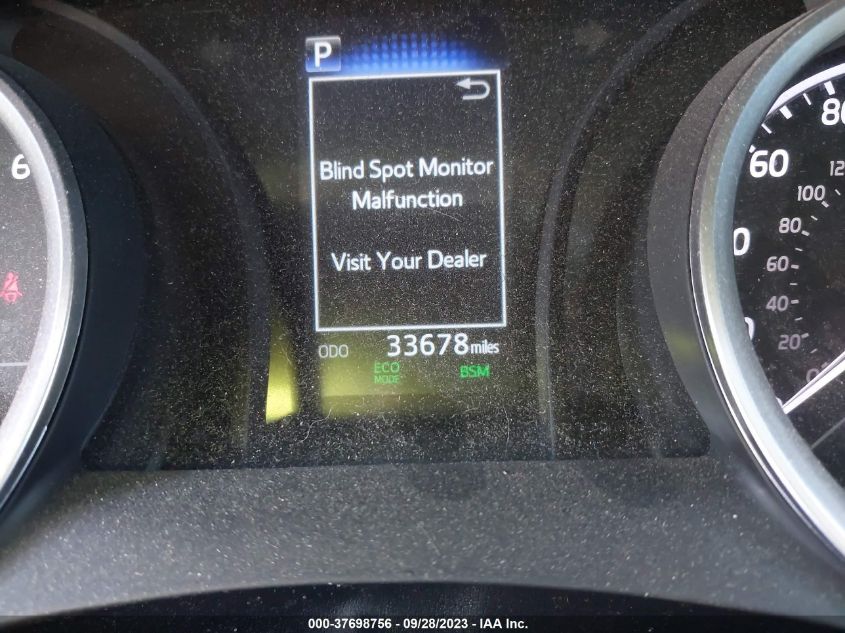 P
Blind Spot Monitor
Malfunction
Visit Your Dealer
ODO 33678 miles
ECO MODE BSM
6
80
60
100
80
60
40
20
0
000-37698756 - 09/28/2023 - IAA Inc.